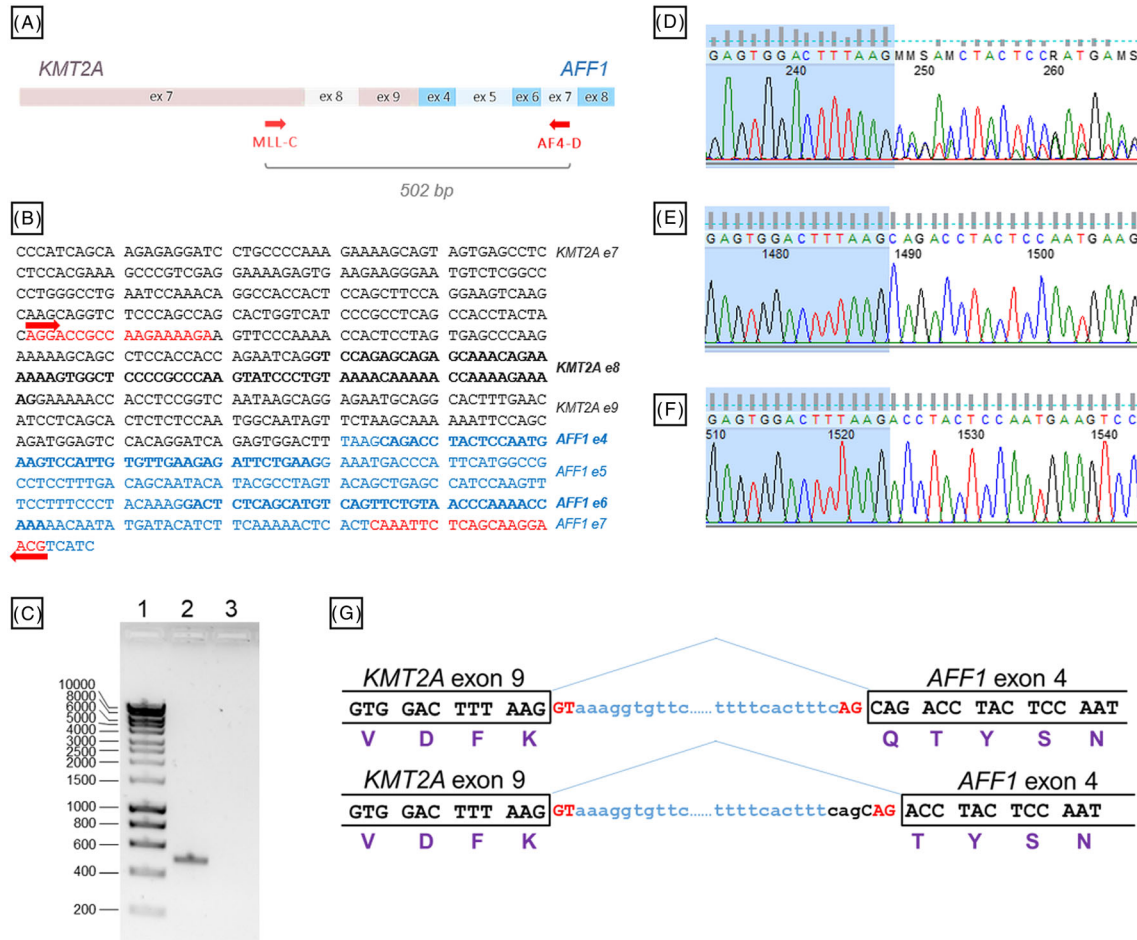 (A)
KMT2A AFF1
ex 7 ex 8 ex 9 ex 4 ex 5 ex 6 ex 7 ex 8
MLL-C AF4-D
502 bp
(B)
CCCATCAGCA AGAGAGGATC CTGCCCCAAA GAAAAGCAGT AGTGAGCCTC KMT2A e7
CTCCACGAAA GCCCGTCGAG GAAAAGAGTG AAGAAGGGAA TGTCTCGGCC
CCTGGGCCTG AATCCAAACA GGCCACCACT CCAGCTTCCA GGAAGTCAAG
CAAGCAGGTC TCCCAGCCAG CACTGGTCAT CCCGCCTCAG CCACCTACTA
CAGGACCGCC AAGAAAAGA AGTTCCCAAA CCACTCCTAG TGAGCCCAAG
AAAAAGCAGC CTCCACCACC AGAATCAGGT CCAGAGCAGA GCAAACAGAA
AAAAGTGGCT CCCCGCCCAA GTATCCCTGT AAAACAAAAA CCAAAAGAAA KMT2A e8
AGGAAAAACC ACCTCCGGTC AATAAGCAGG AGAATGCAGG CACTTTGAAC
ATCCTCAGCA CTCTCTCCAA TGGCAATAGT TCTAAGCAAA AAATTCCAGC KMT2A e9
AGATGGAGTC CACAGGATCA GAGTGGACTT TAAGCAGACC TACTCCAATG AFF1 e4
AAGTCCATTG TGTTGAAGAG ATTCTGAAGG AAATGACCCA TTCATGGCCG
CCTCCTTTGA CAGCAATACA TACGCCTAGT ACAGCTGAGC CATCCAAGTT AFF1 e5
TCCTTTCCCT ACAAAGGACT CTCAGCATGT CAGTTCTGTA ACCCAAAACC AFF1 e6
AAAAACAATA TGATACATCT TCAAAAACTC ACTCAAATTC TCAGCAAGGA AFF1 e7
ACGTCATC
(C)
1 2 3
10000
8000
6000
5000
4000
3000
2500
2000
1500
1000
800
600
400
200
(D)
GAGTGGACTTTAAGMMSAMCTACTCCRATGAMS
240 250 260
(E)
GAGTGGACTTTAAGCAGACCTACTCCAATGAAG
1480 1490 1500
(F)
GAGTGGACTTTAAGACCTACTCCAATGAAGTCC
510 1520 1530 1540
(G)
KMT2A exon 9 AFF1 exon 4
GTG GAC TTT AAG GTaaaggtgttc……ttttcactttcAG CAG ACC TAC TCC AAT
V D F K Q T Y S N
KMT2A exon 9 AFF1 exon 4
GTG GAC TTT AAG GTaaaggtgttc……ttttcactttcagCAG ACC TAC TCC AAT
V D F K T Y S N